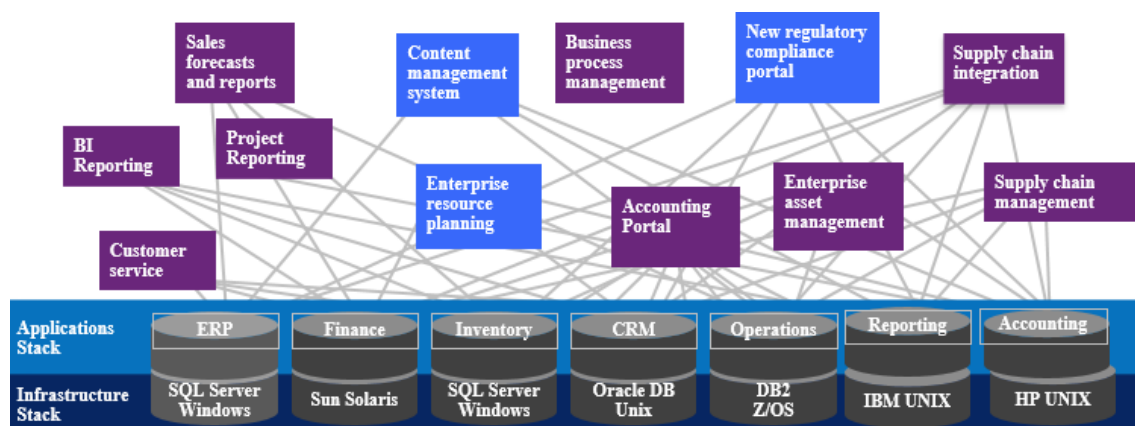 Sales
forecasts
and reports
Content
management
system
Business
process
management
New regulatory
compliance
portal
Supply chain
integration
BI
Reporting
Project
Reporting
Enterprise
resource
planning
Accounting
Portal
Enterprise
asset
management
Supply chain
management
Customer
service
Applications
Stack
ERP
Finance
Inventory
CRM
Operations
Reporting
Accounting
Infrastructure
Stack
SQL Server
Windows
Sun Solaris
SQL Server
Windows
Oracle DB
Unix
DB2
Z/OS
IBM UNIX
HP UNIX